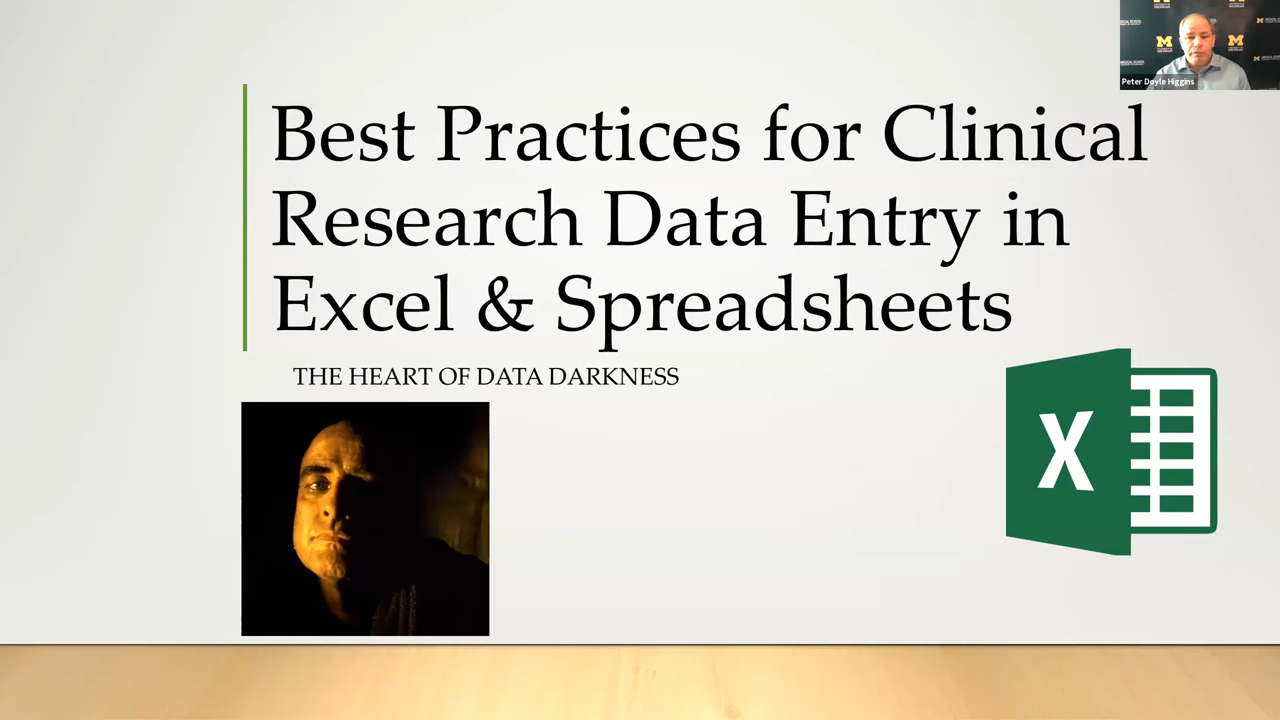 Best Practices for Clinical
Research Data Entry in
Excel & Spreadsheets
THE HEART OF DATA DARKNESS
X
Peter Doyle Higgins
M
M
M